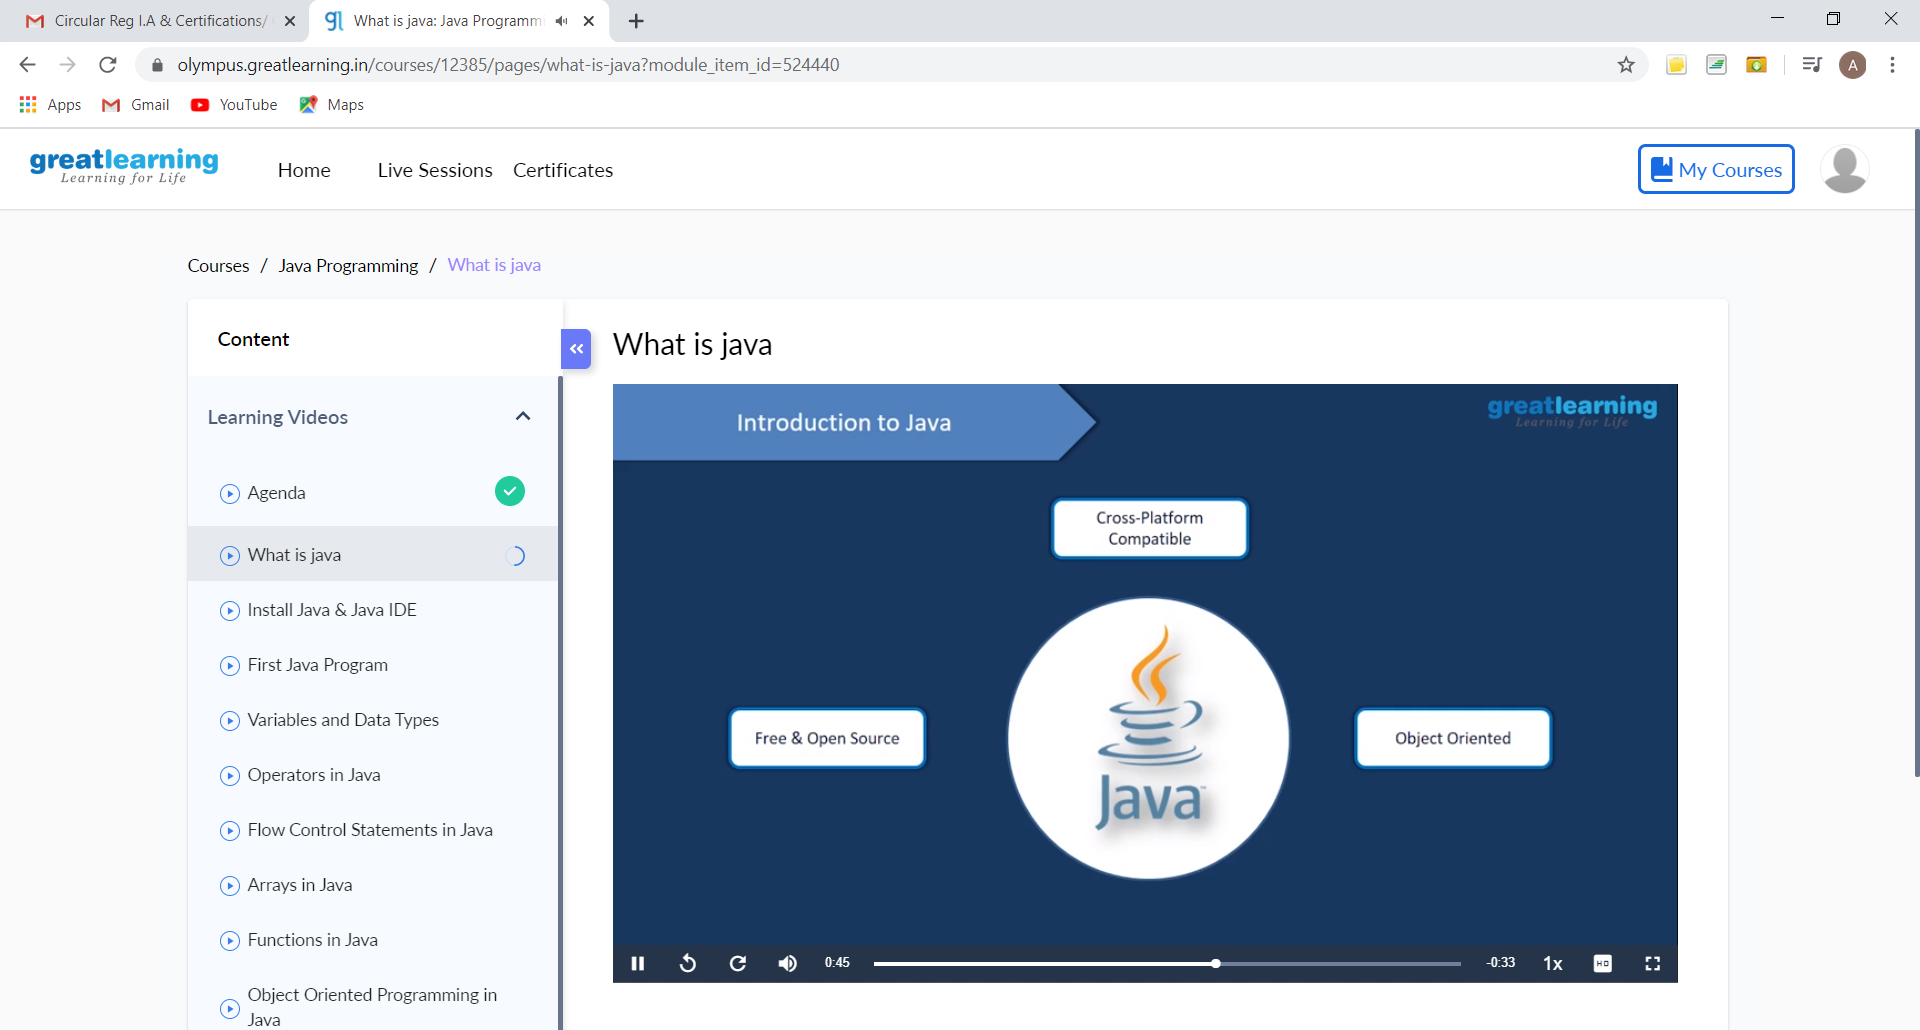 Circular Reg I.A & Certifications/
What is java: Java Programm
olympus.greatlearning.in/courses/12385/pages/what-is-java?module_item_id=524440
A
Apps Gmail YouTube Maps
greatlearning
Learning for Life
Home Live Sessions Certificates My Courses
Courses / Java Programming / What is java
Content
Learning Videos
Agenda
What is java
Install Java & Java IDE
First Java Program
Variables and Data Types
Operators in Java
Flow Control Statements in Java
Arrays in Java
Functions in Java
Object Oriented Programming in
Java
What is java
Introduction to Java
greatlearning
Learning for Life
Cross-Platform
Compatible
Free & Open Source
Java
Object Oriented
0:45 -0:33 1x HD